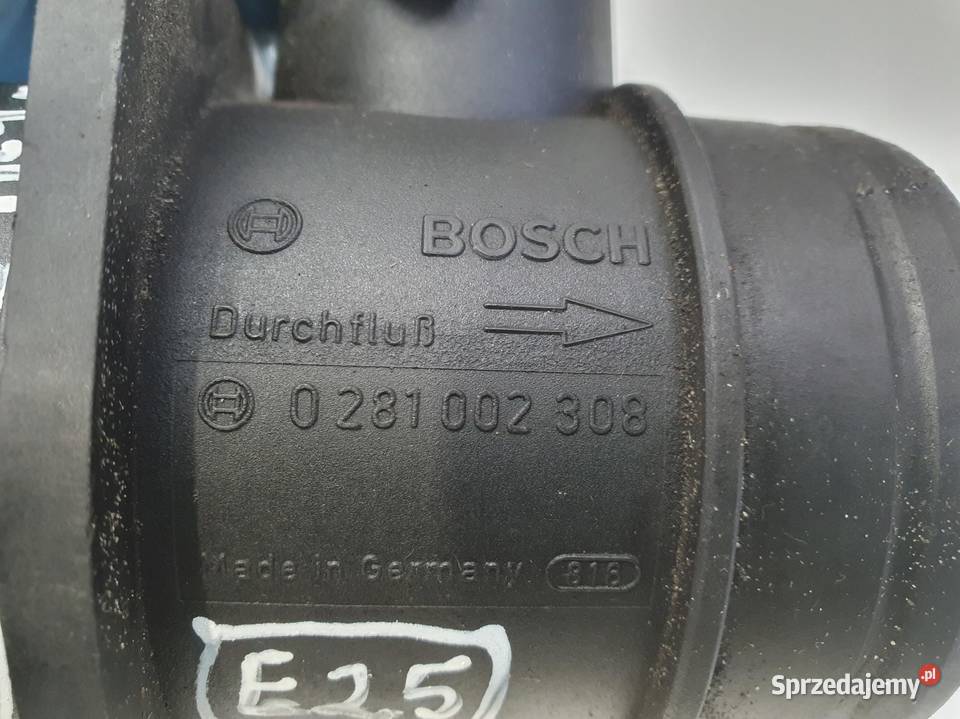 BOSCH
Durchfluß
0 281 002 308
Made in Germany 818
E25
Sprzedajemy.pl